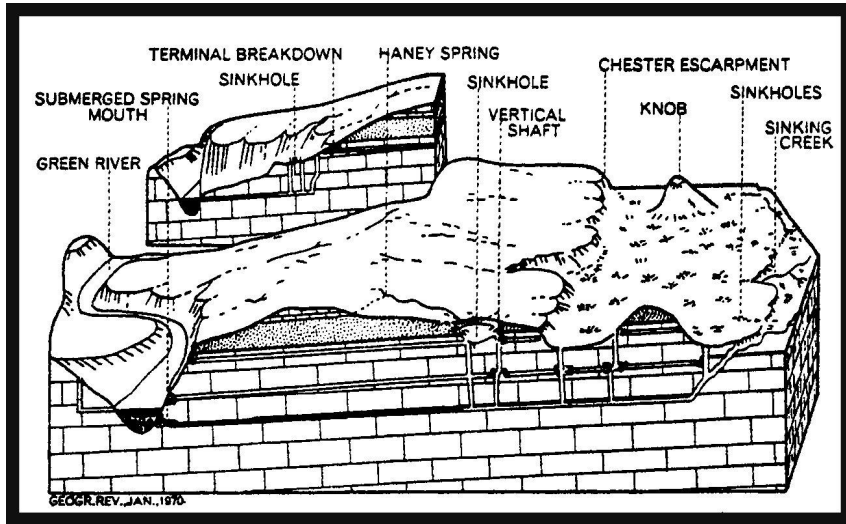 TERMINAL BREAKDOWN
HANEY SPRING
SINKHOLE
SINKHOLE
CHESTER ESCARPMENT
SUBMERGED SPRING
MOUTH
VERTICAL
SHAFT
KNOB
SINKHOLES
GREEN RIVER
SINKING
CREEK
GEOGR.REV.,JAN.,1970